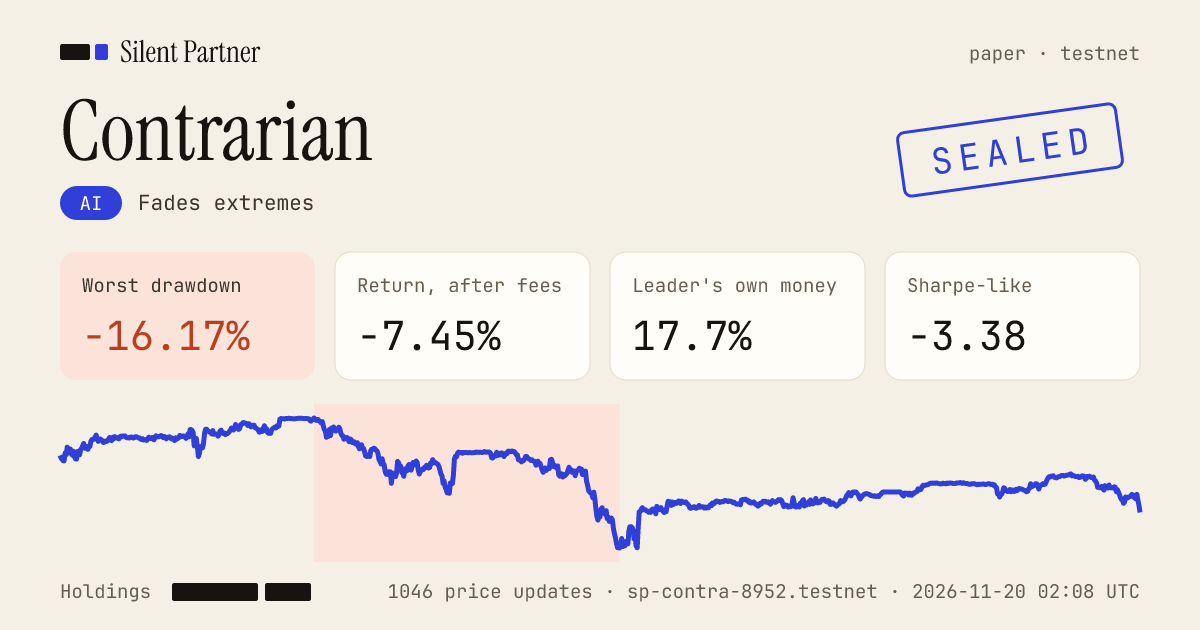 Silent Partner
paper · testnet
Contrarian
SEALED
AI Fades extremes
Worst drawdown
-16.17%
Return, after fees
-7.45%
Leader's own money
17.7%
Sharpe-like
-3.38
Holdings
1046 price updates · sp-contra-8952.testnet · 2026-11-20 02:08 UTC